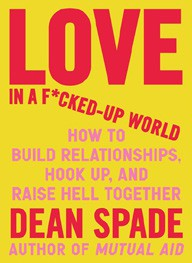 LOVE
IN A F*CKED-UP WORLD
HOW TO
BUILD RELATIONSHIPS,
HOOK UP, AND
RAISE HELL TOGETHER
DEAN SPADE
AUTHOR OF MUTUAL AID